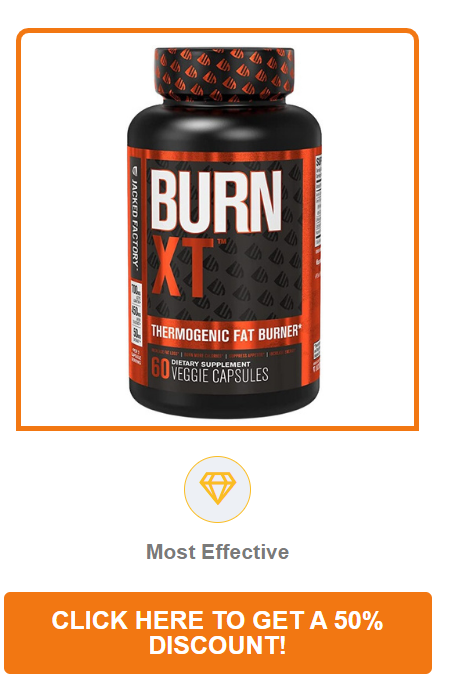 JACKED FACTORY
BURN
XT™
THERMOGENIC FAT BURNER*
60 DIETARY SUPPLEMENT
VEGGIE CAPSULES
Most Effective
CLICK HERE TO GET A 50%
DISCOUNT!